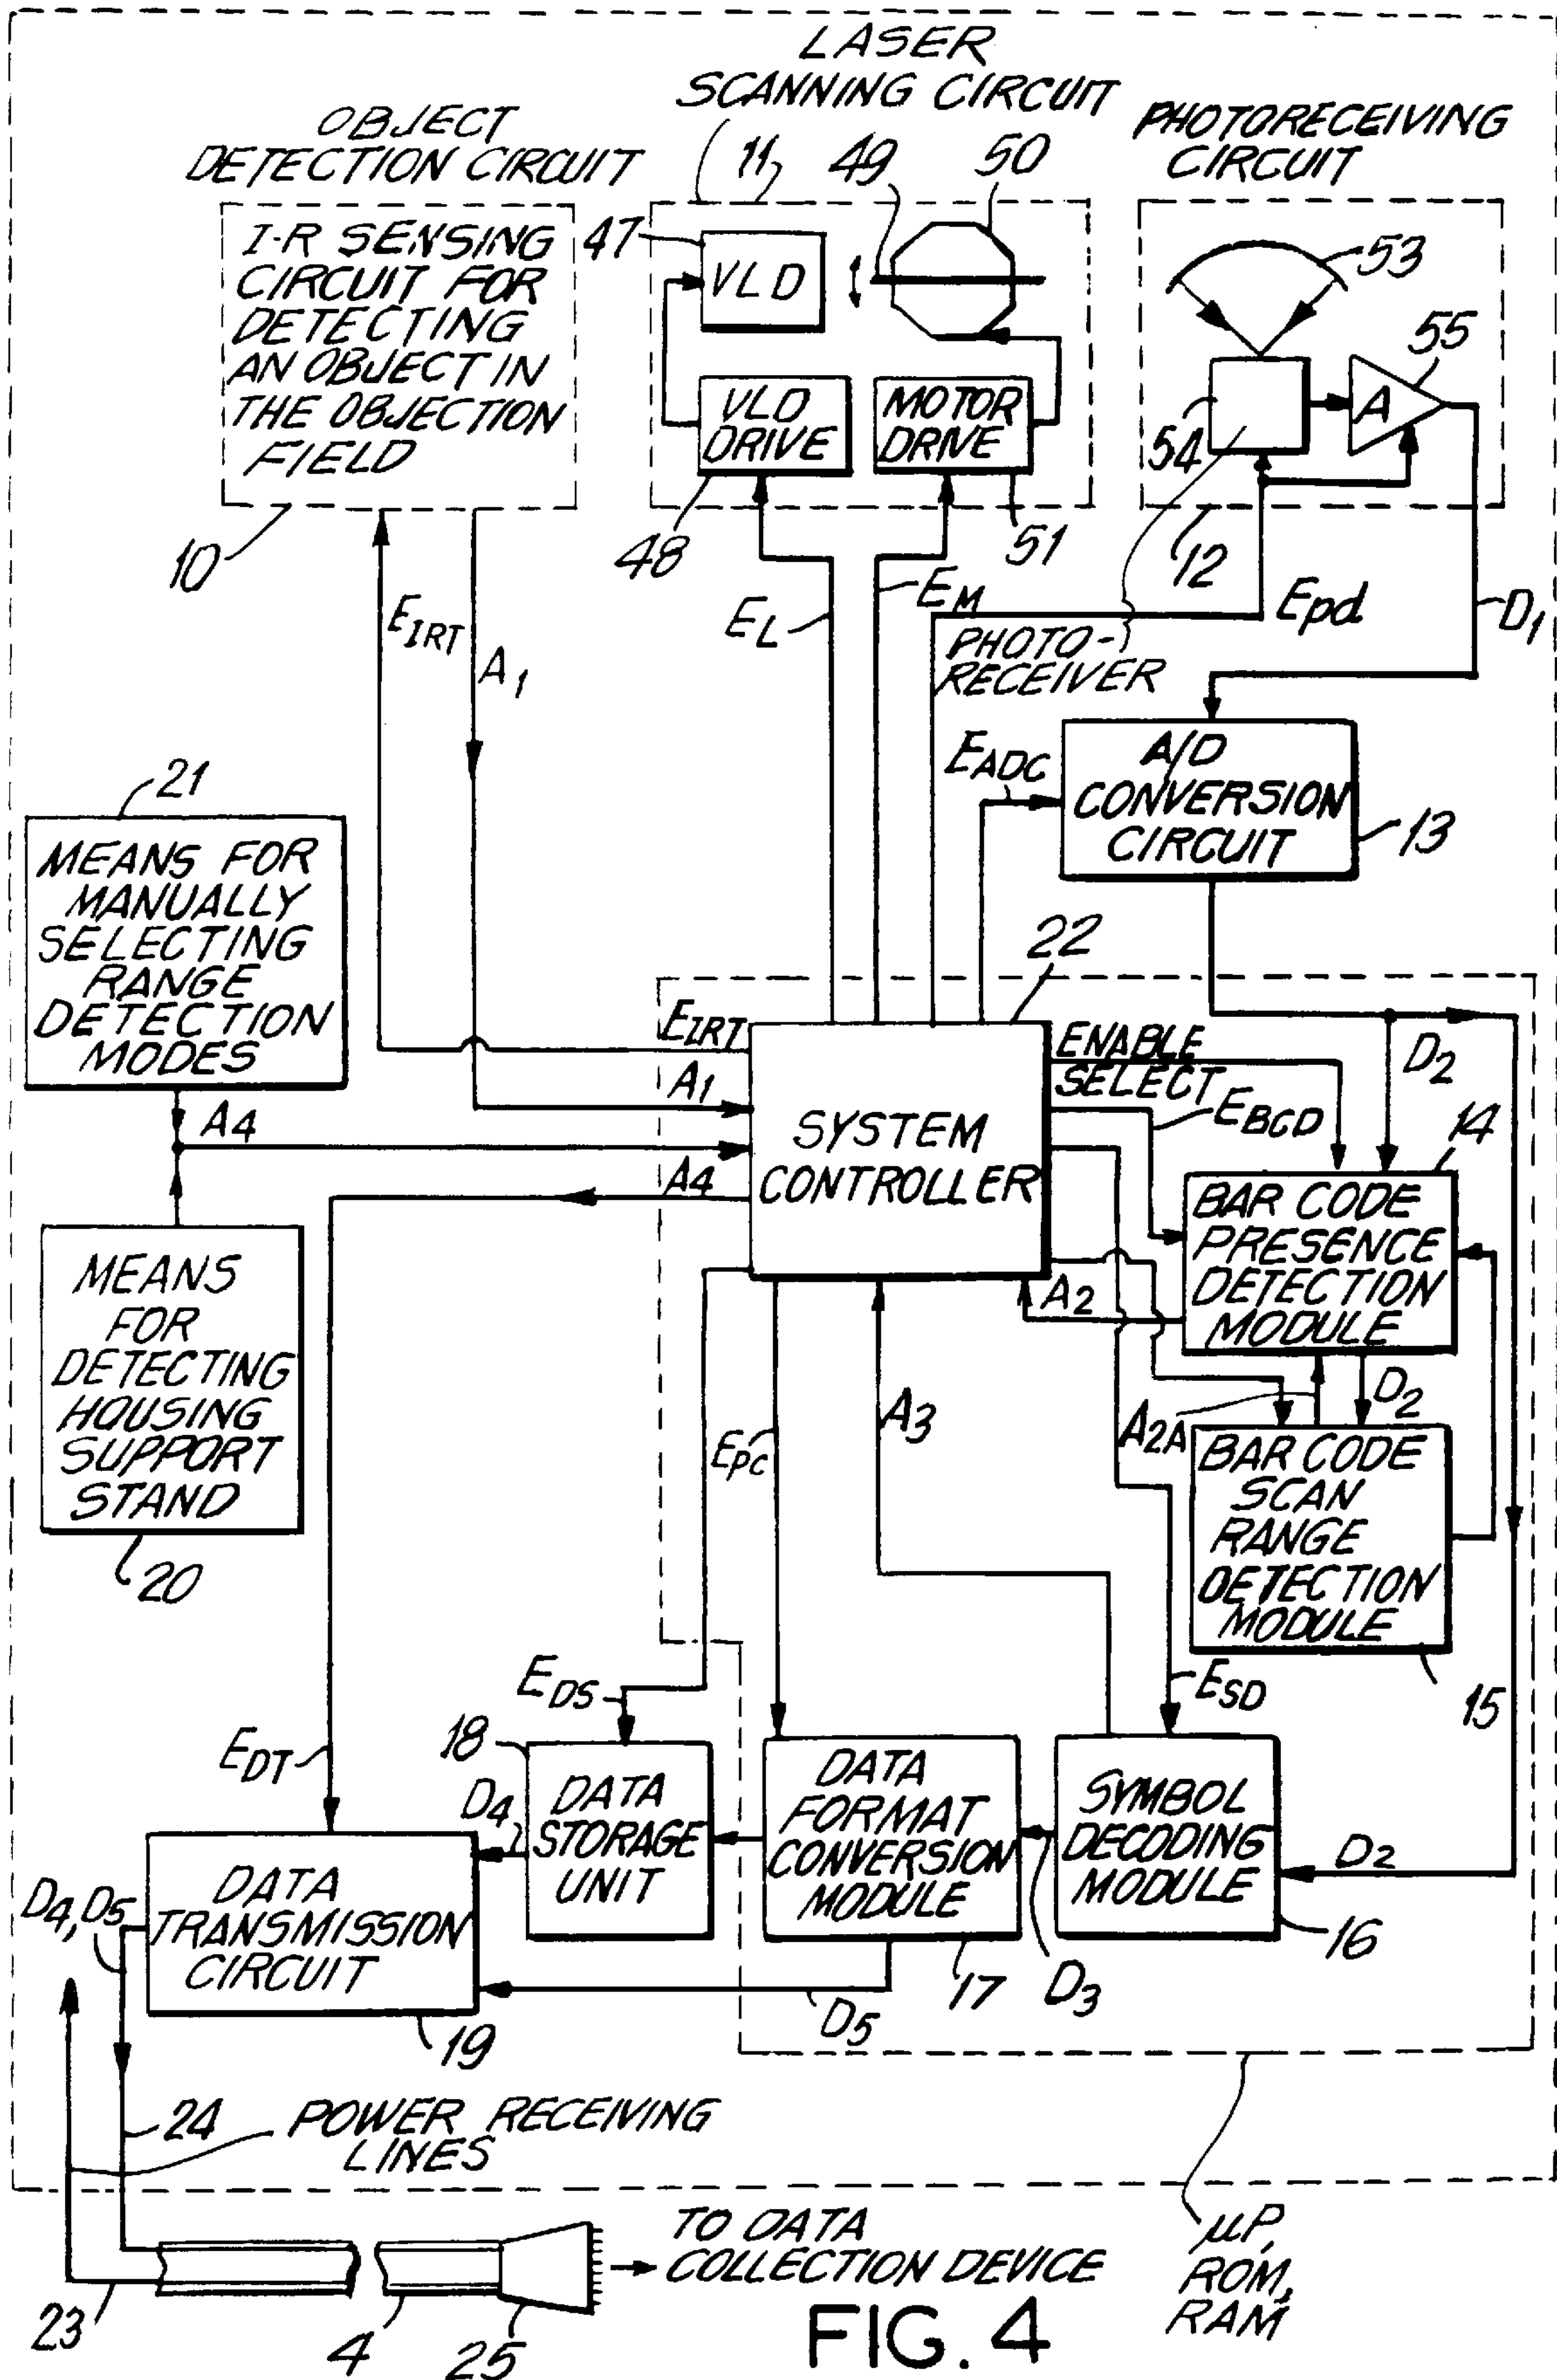 LASER
SCANNING CIRCUIT
OBJECT
DETECTION CIRCUIT
PHOTORECEIVING
CIRCUIT
11
49
50
47
I-R SENSING
CIRCUIT FOR
DETECTING
AN OBJECT IN
THE OBJECTION
FIELD
VLD
53
55
VLD
DRIVE
MOTOR
DRIVE
54
A
10
48
51
12
EIRT
A1
EL
EM
Epd
D1
PHOTO-
RECEIVER
21
EADC
A/D
CONVERSION
CIRCUIT
13
MEANS FOR
MANUALLY
SELECTING
RANGE
DETECTION
MODES
22
EIRT
ENABLE
SELECT
D2
A1
EBCD
A4
SYSTEM
CONTROLLER
14
A4
BAR CODE
PRESENCE
DETECTION
MODULE
MEANS
FOR
DETECTING
HOUSING
SUPPORT
STAND
A2
D2
A3
A2A
EPC
BAR CODE
SCAN
RANGE
DETECTION
MODULE
20
EDS
ESD
15
EDT
18
D4
DATA
STORAGE
UNIT
DATA
FORMAT
CONVERSION
MODULE
SYMBOL
DECODING
MODULE
D2
D4, D5
DATA
TRANSMISSION
CIRCUIT
16
17
D3
D5
19
24
POWER RECEIVING
LINES
TO DATA
COLLECTION DEVICE
μP,
ROM,
RAM
23
4
25
FIG. 4